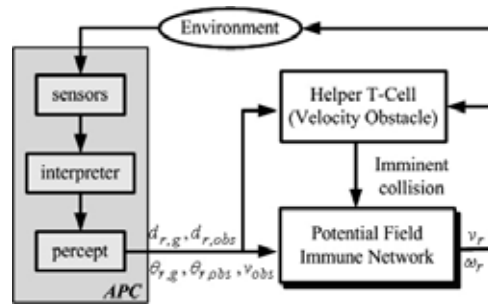 Environment
sensors
interpreter
percept
APC
d_{r,g}, d_{r,obs}
θ_{r,g}, θ_{r,obs}, v_{obs}
Helper T-Cell
(Velocity Obstacle)
Imminent
collision
Potential Field
Immune Network
v_r
ω_r